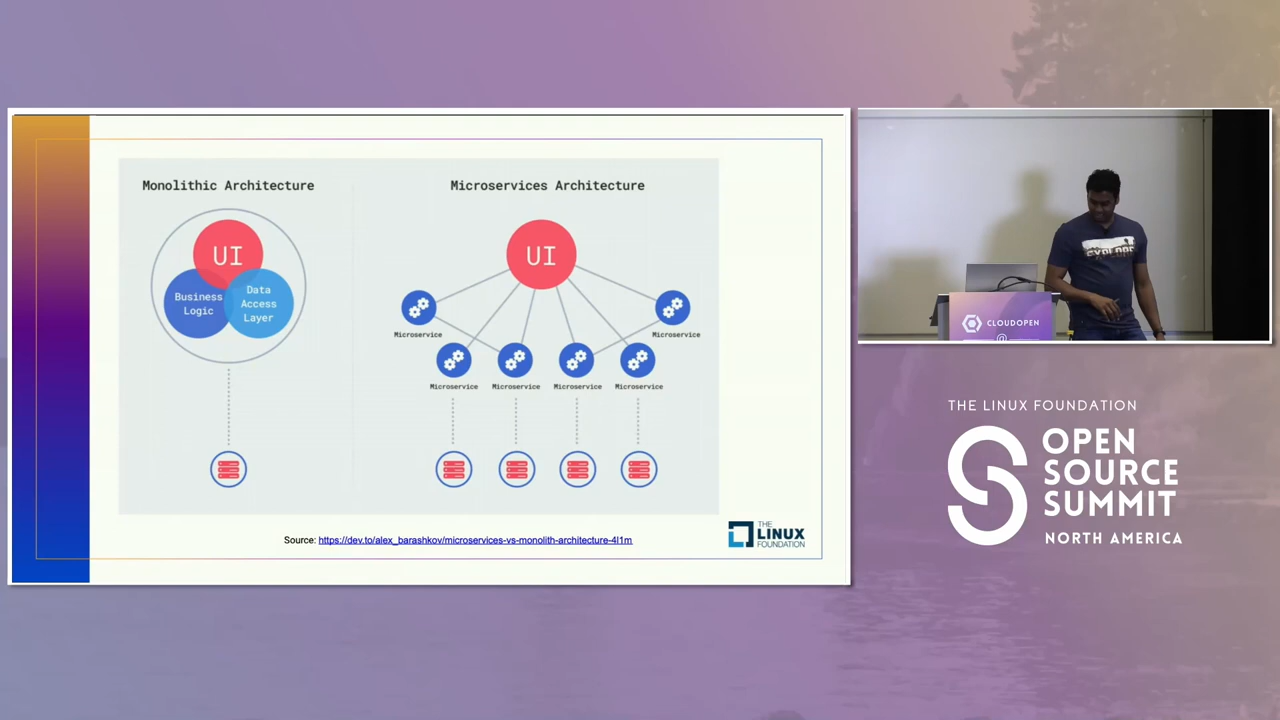 Monolithic Architecture
UI
Business
Logic
Data
Access
Layer
Microservices Architecture
UI
Microservice
Microservice
Microservice
Microservice
Microservice
Microservice
Source: https://dev.to/alex_barashkov/microservices-vs-monolith-architecture-4l1m
THE
LINUX
FOUNDATION
EXPLORE
CLOUDOPEN
@
THE LINUX FOUNDATION
OPEN
SOURCE
SUMMIT
NORTH AMERICA